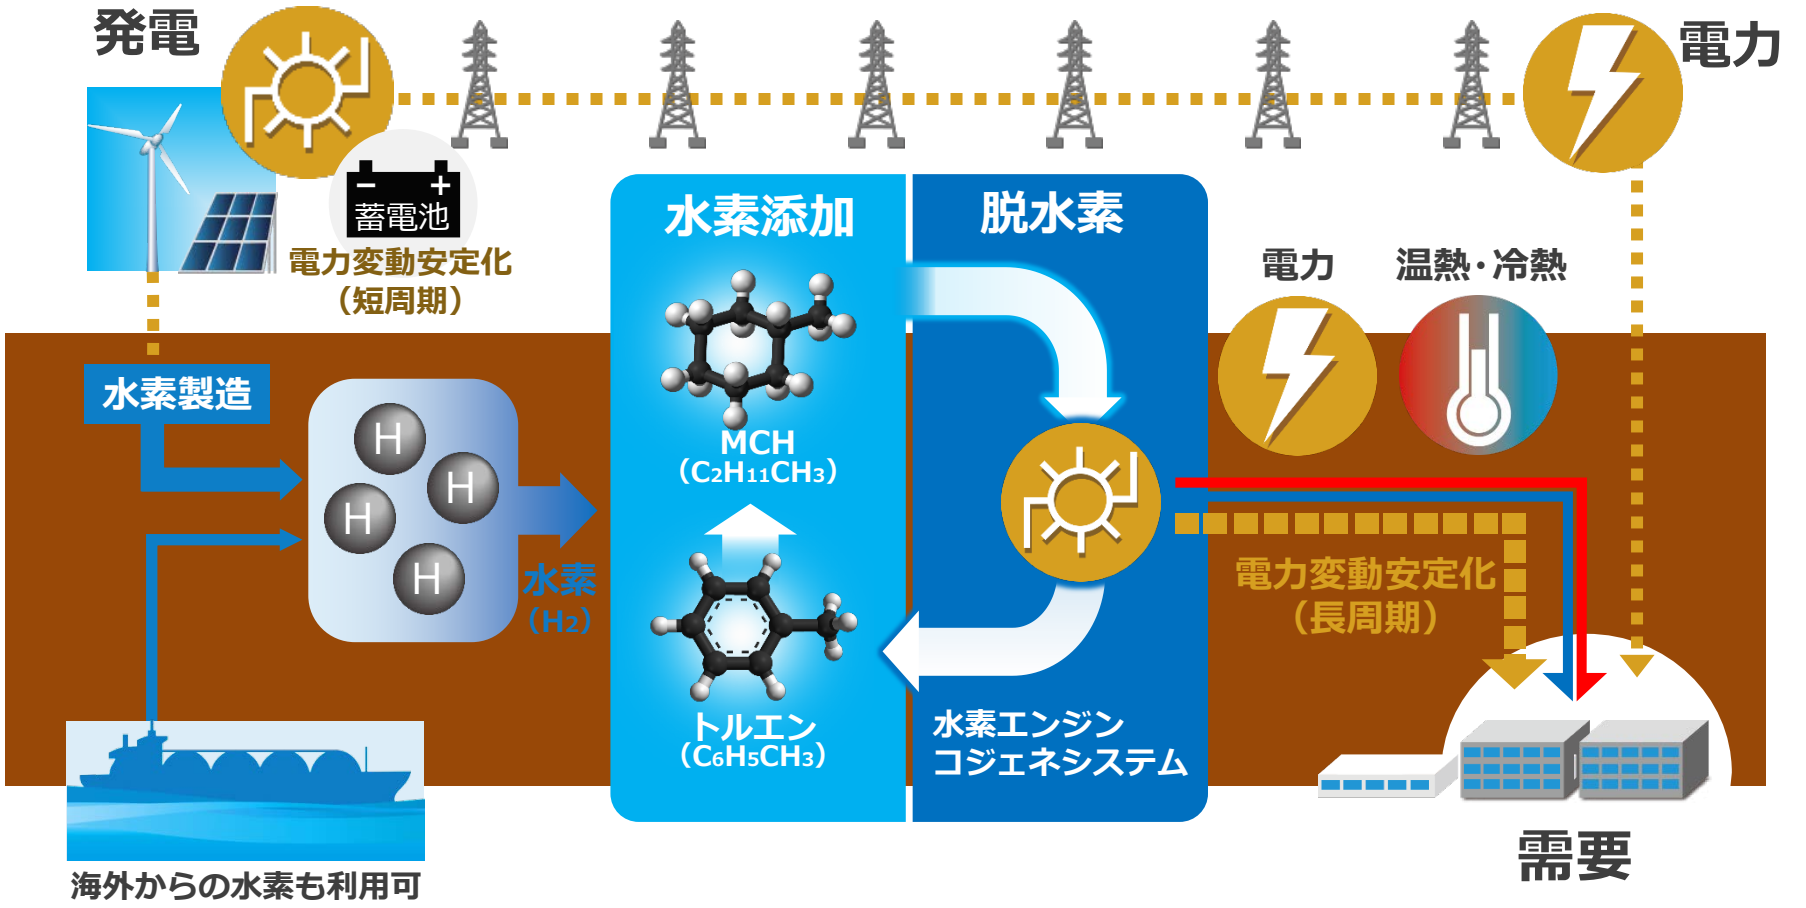 発電
電力
蓄電池
電力変動安定化
（短周期）
水素製造
H
H
H
H
水素
（H2）
海外からの水素も利用可
水素添加
MCH
（C2H11CH3）
トルエン
（C6H5CH3）
脱水素
水素エンジン
コジェネシステム
電力
温熱・冷熱
電力変動安定化
（長周期）
需要